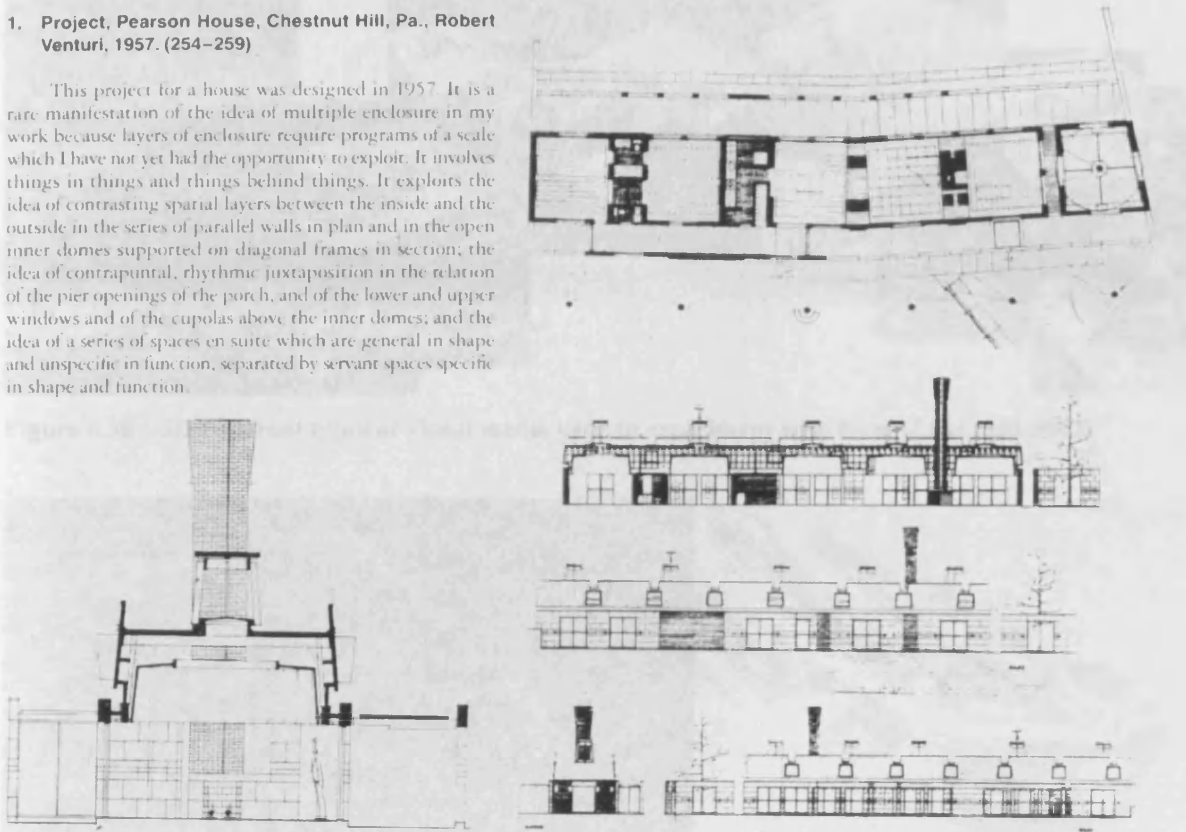 1. Project, Pearson House, Chestnut Hill, Pa., Robert
Venturi, 1957. (254–259)
This project for a house was designed in 1957. It is a
rare manifestation of the idea of multiple enclosure in my
work because layers of enclosure require programs of a scale
which I have not yet had the opportunity to exploit. It involves
things in things and things behind things. It exploits the
idea of contrasting spatial layers between the inside and the
outside in the series of parallel walls in plan and in the open
inner domes supported on diagonal frames in section; the
idea of contrapuntal, rhythmic juxtaposition in the relation
of the pier openings of the porch, and of the lower and upper
windows and of the cupolas above the inner domes; and the
idea of a series of spaces en suite which are general in shape
and unspecific in function, separated by servant spaces specific
in shape and function.